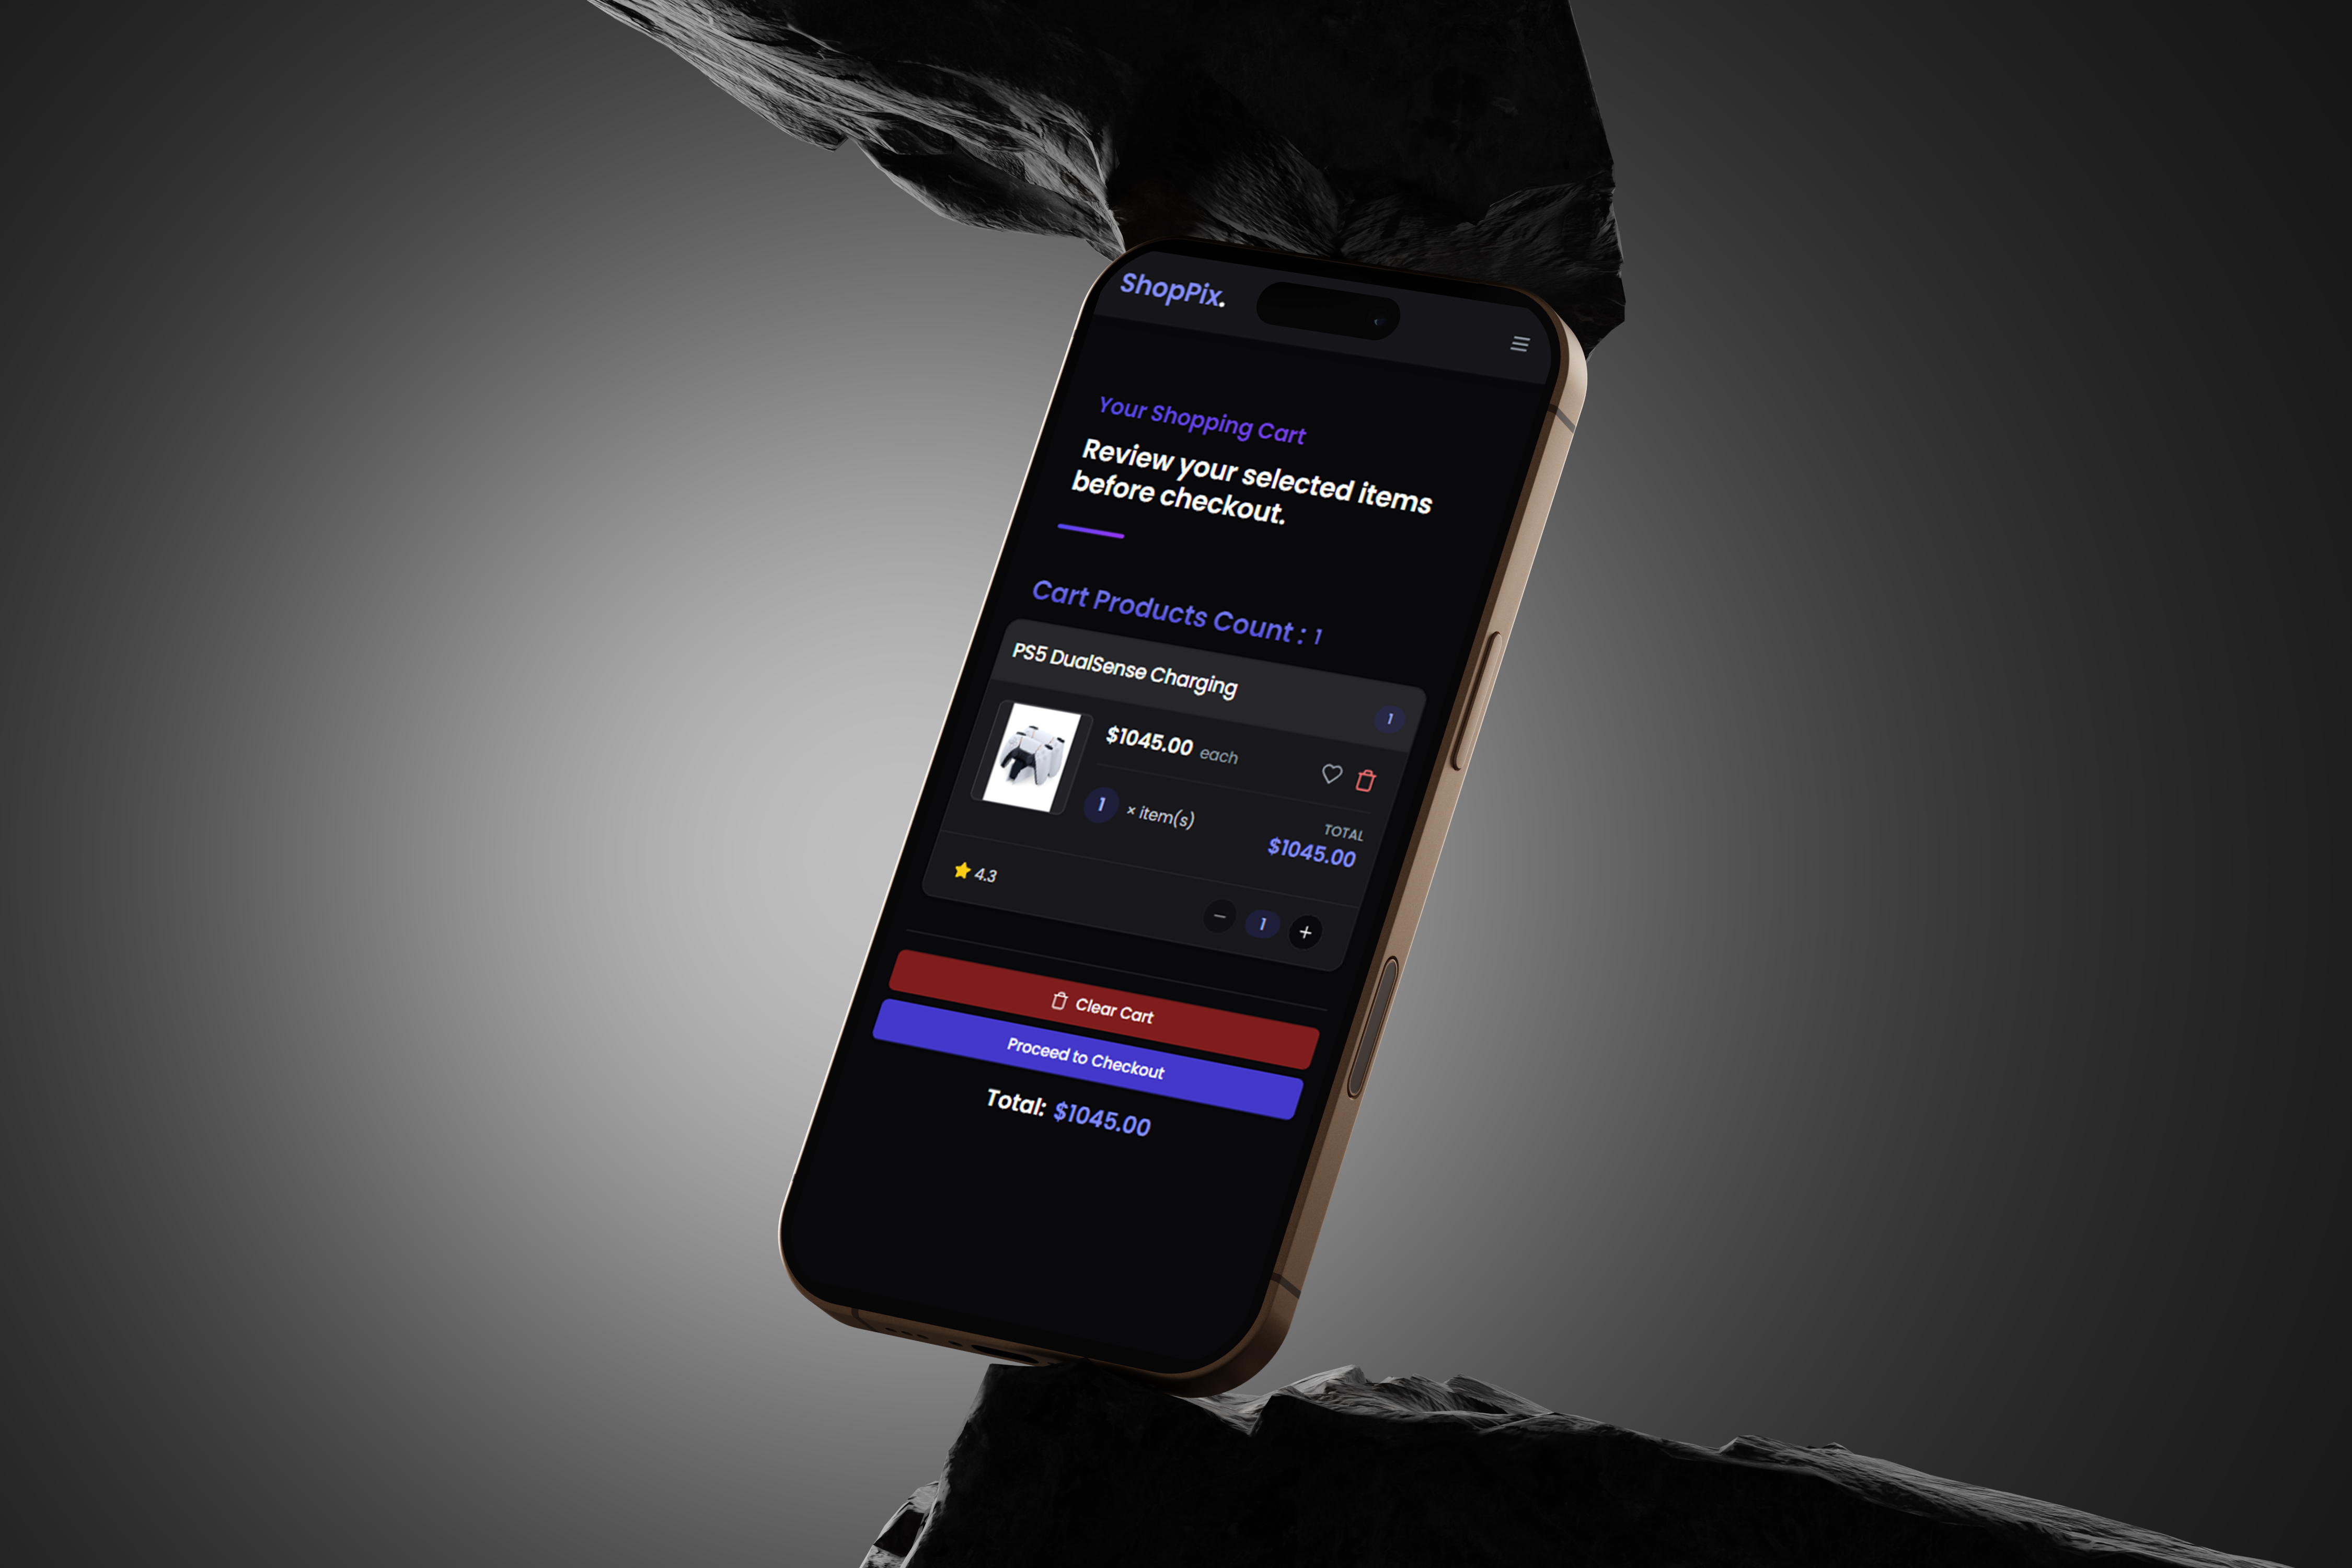 ShopPix.
Your Shopping Cart
Review your selected items
before checkout.
Cart Products Count : 1
PS5 DualSense Charging
1
$1045.00 each
1 × item(s)
TOTAL
$1045.00
4.3
− 1 +
Clear Cart
Proceed to Checkout
Total: $1045.00